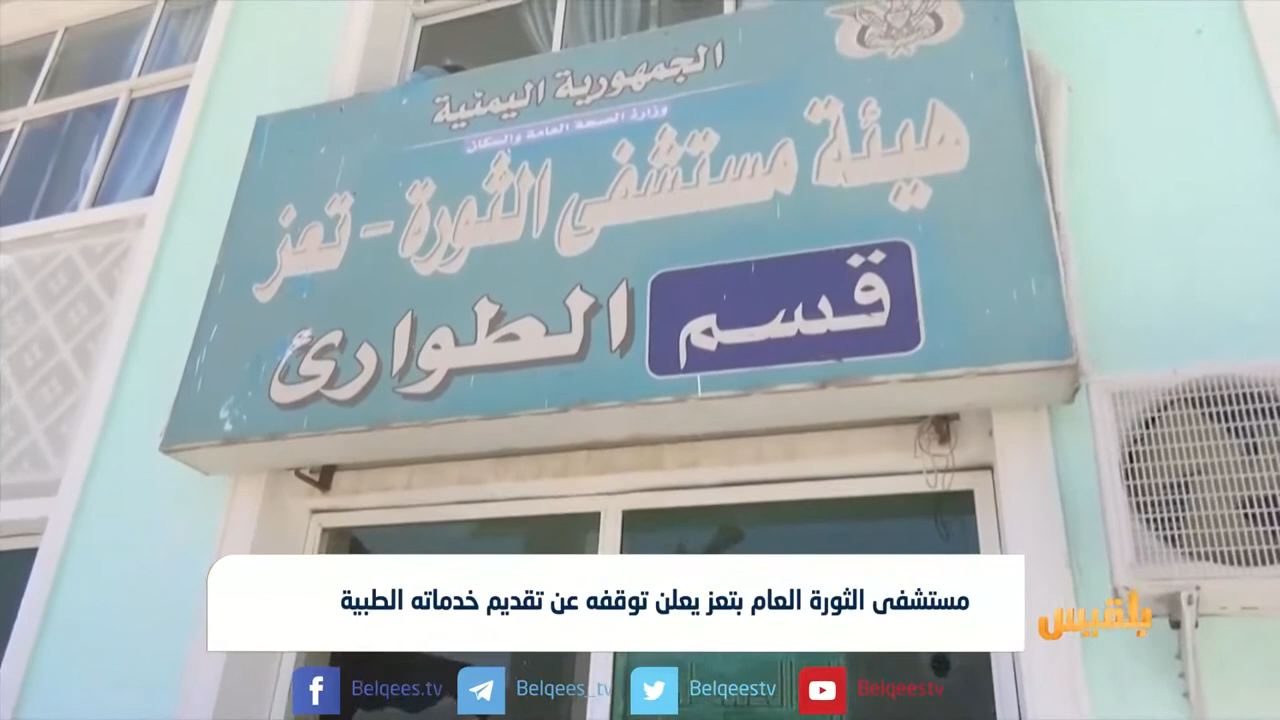 الجمهورية اليمنية
وزارة الصحة العامة والسكان
هيئة مستشفى الثورة - تعز
قسم الطوارئ
مستشفى الثورة العام بتعز يعلن توقفه عن تقديم خدماته الطبية
بلقيس
Belqees.tv Belqees_tv Belqeestv Belqeestv